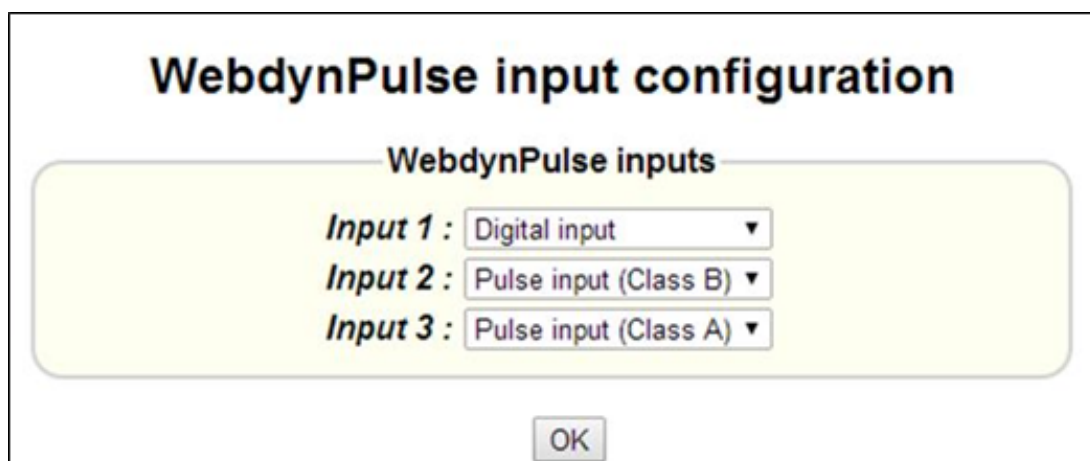 WebdynPulse input configuration
WebdynPulse inputs
Input 1 : Digital input
Input 2 : Pulse input (Class B)
Input 3 : Pulse input (Class A)
OK